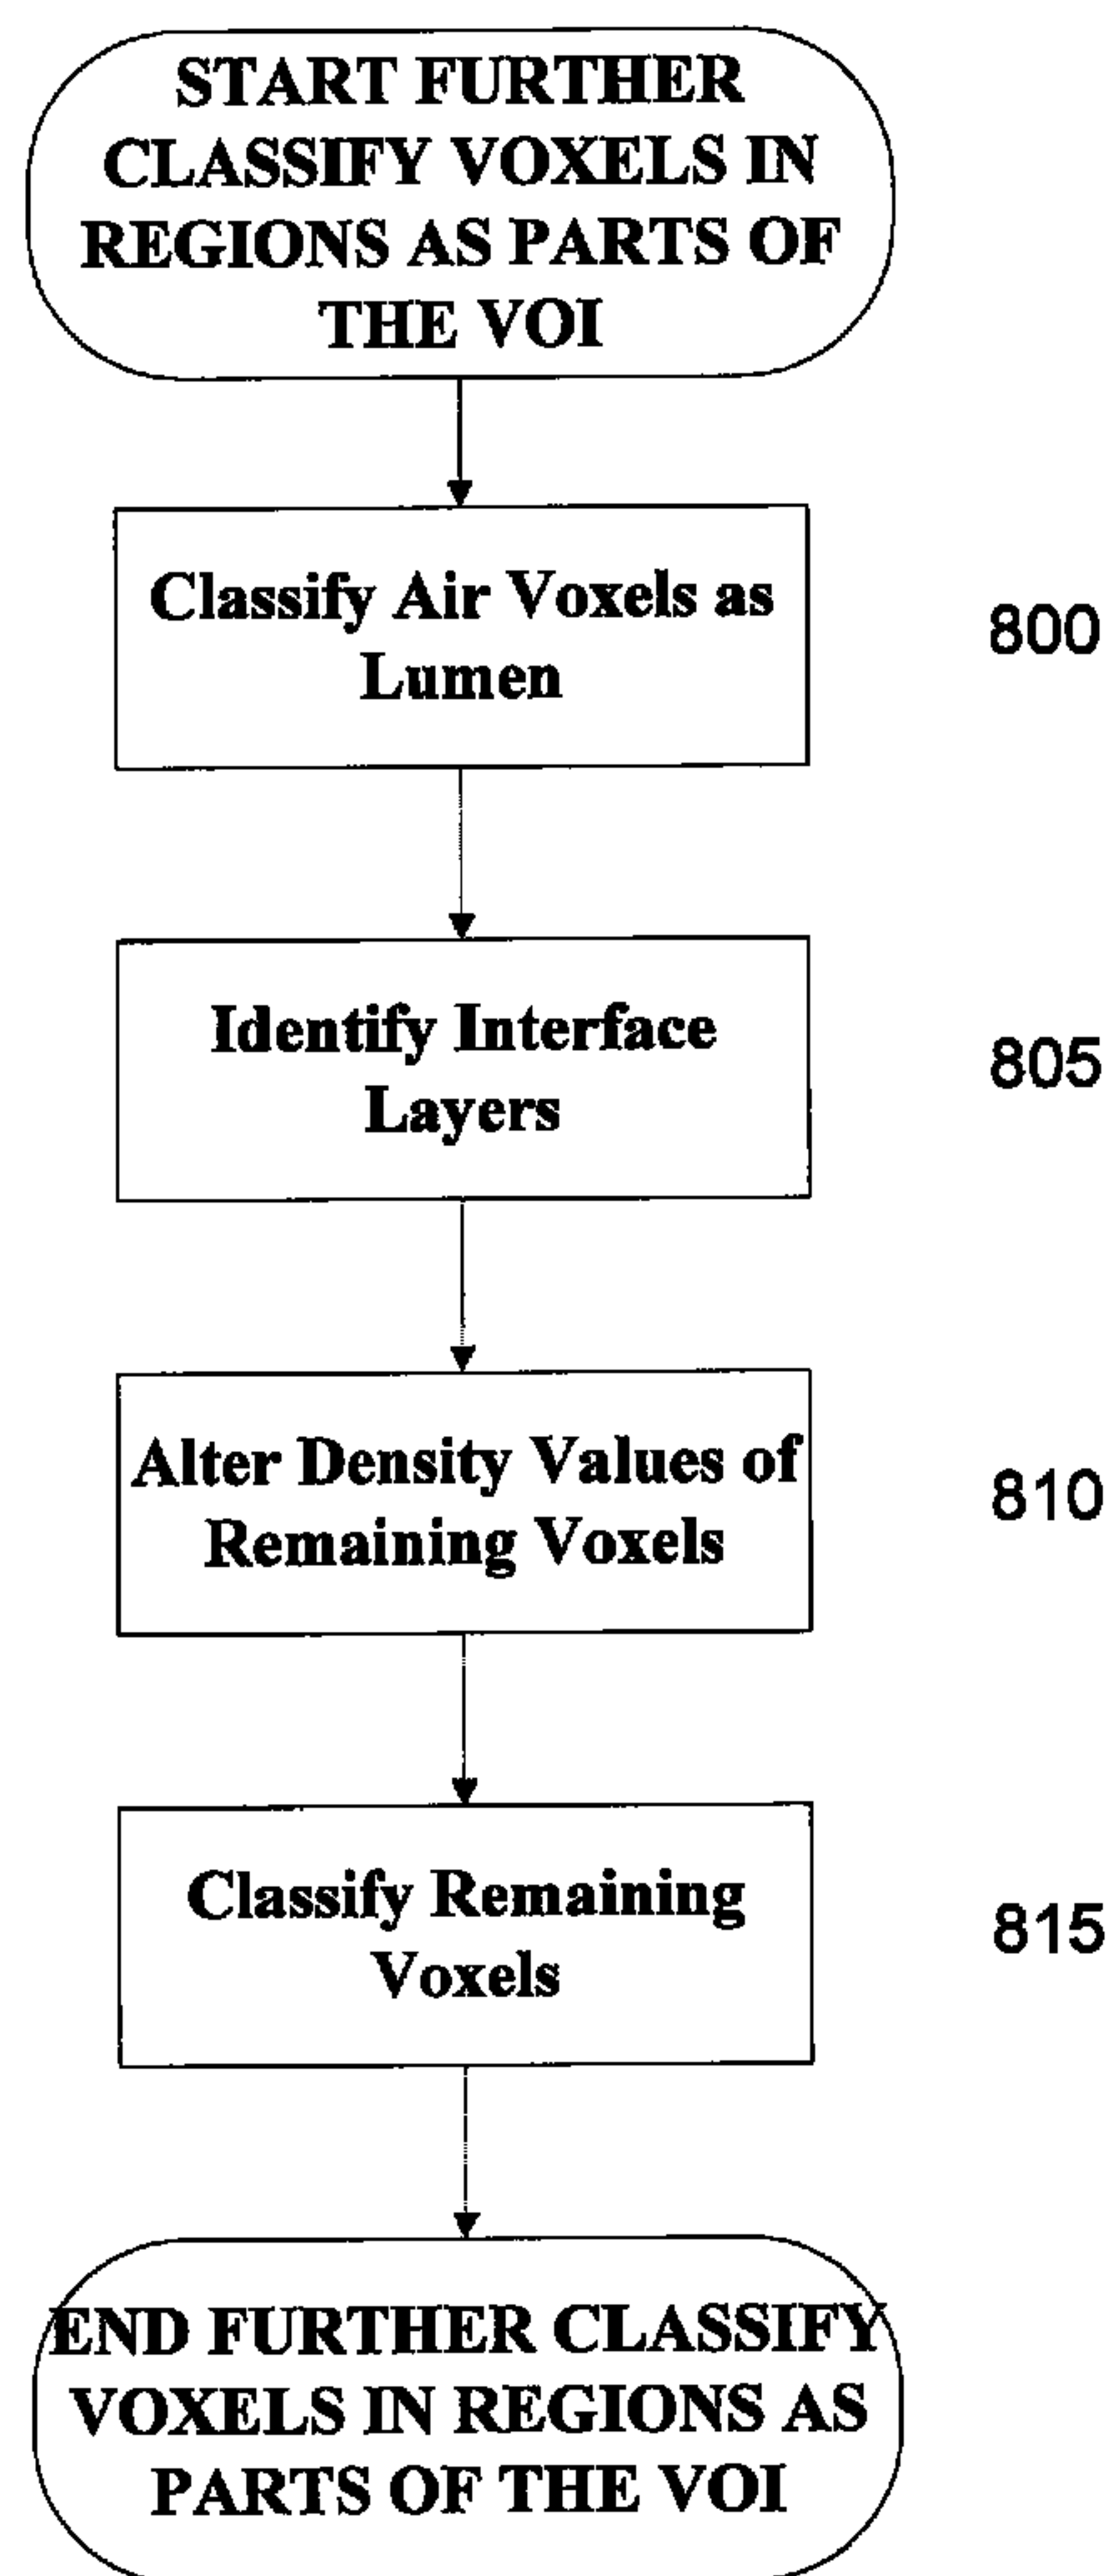 START FURTHER
CLASSIFY VOXELS IN
REGIONS AS PARTS OF
THE VOI
Classify Air Voxels as
Lumen
800
Identify Interface
Layers
805
Alter Density Values of
Remaining Voxels
810
Classify Remaining
Voxels
815
END FURTHER CLASSIFY
VOXELS IN REGIONS AS
PARTS OF THE VOI